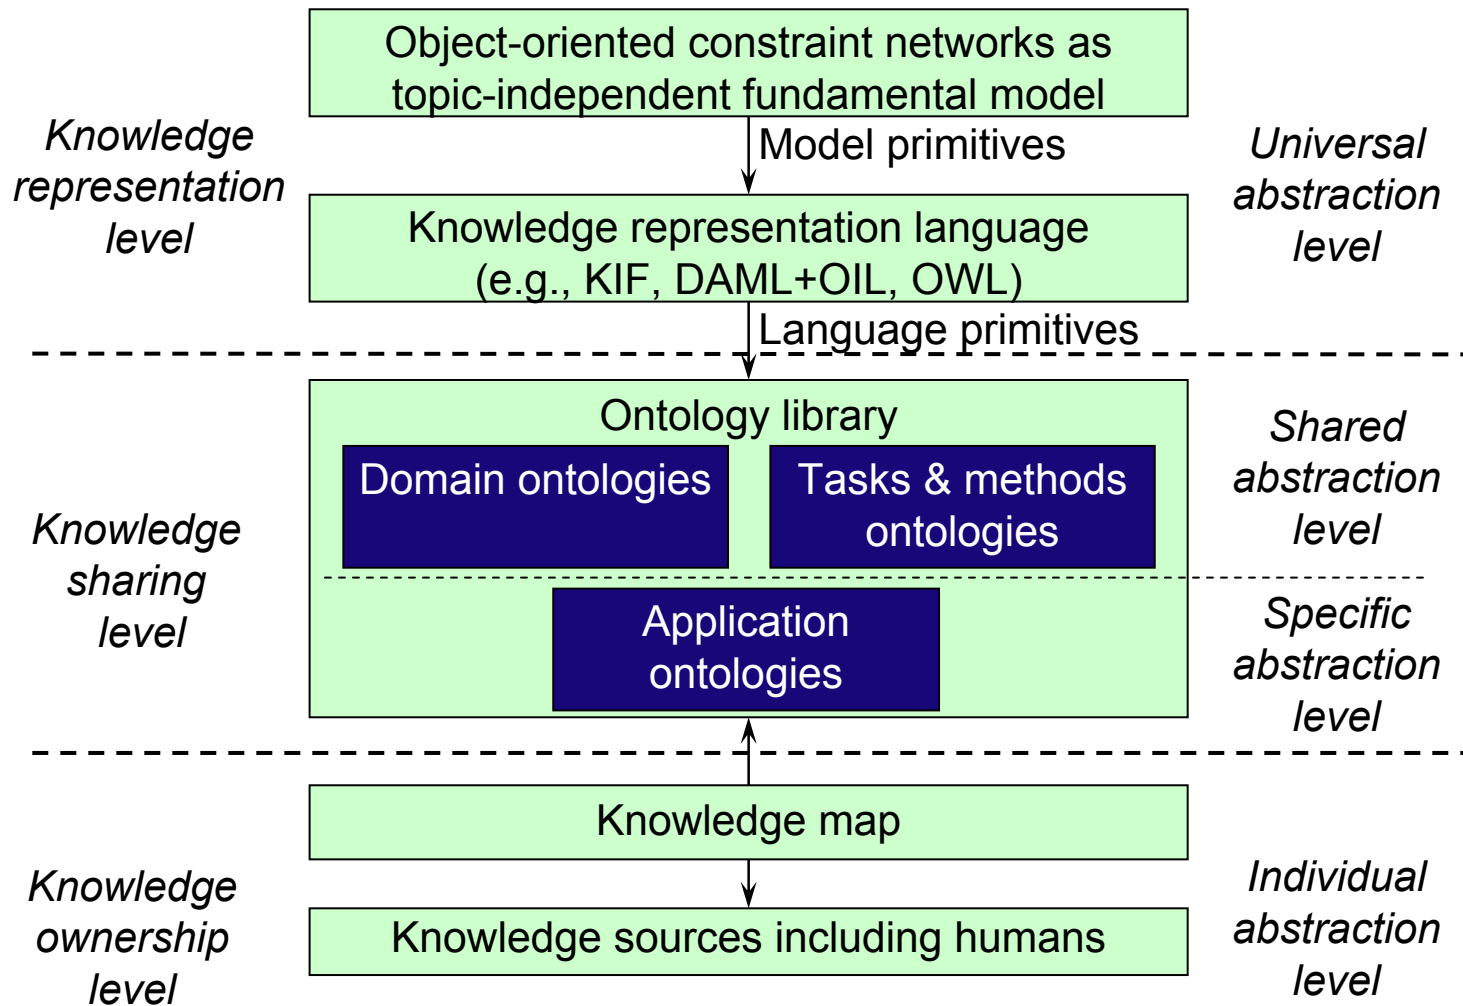 Object-oriented constraint networks as
topic-independent fundamental model
Knowledge
representation
level
Model primitives
Universal
abstraction
level
Knowledge representation language
(e.g., KIF, DAML+OIL, OWL)
Language primitives
Ontology library
Domain ontologies
Tasks & methods
ontologies
Shared
abstraction
level
Knowledge
sharing
level
Application
ontologies
Specific
abstraction
level
Knowledge map
Knowledge
ownership
level
Knowledge sources including humans
Individual
abstraction
level